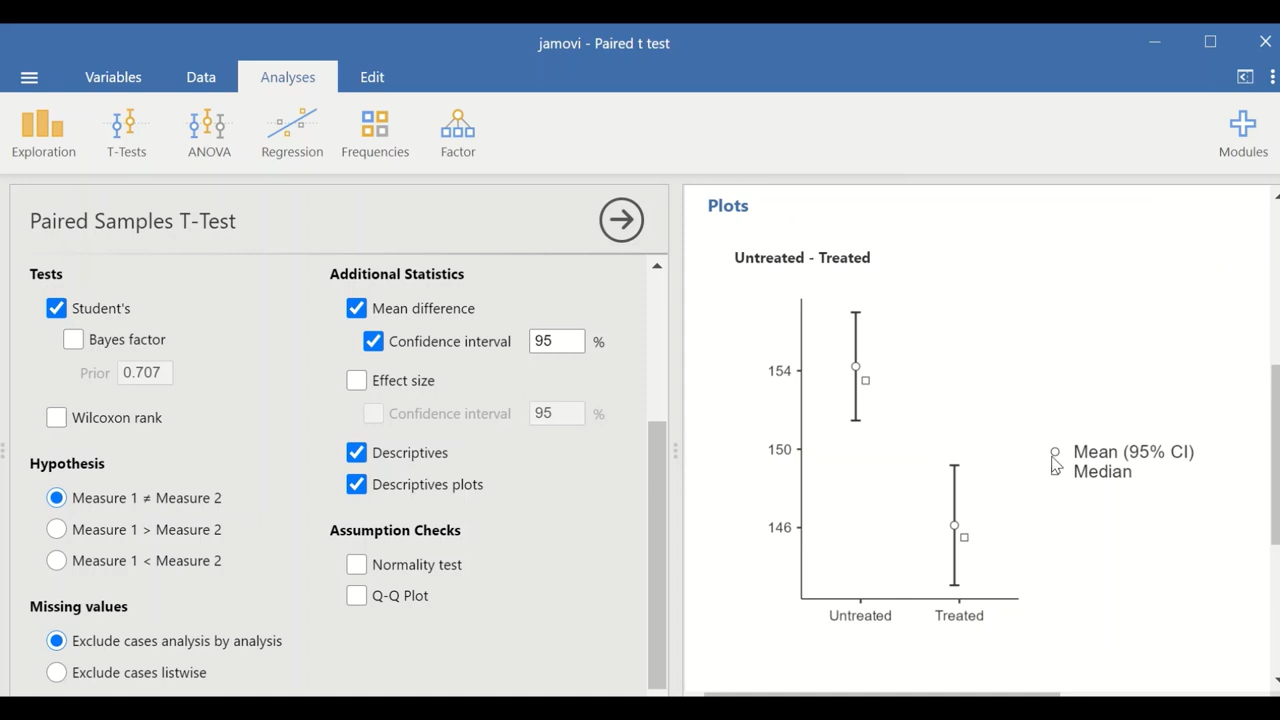 jamovi - Paired t test
Variables Data Analyses Edit
Exploration T-Tests ANOVA Regression Frequencies Factor Modules
Paired Samples T-Test
Tests
Student's
Bayes factor
Prior 0.707
Wilcoxon rank
Hypothesis
Measure 1 ≠ Measure 2
Measure 1 > Measure 2
Measure 1 < Measure 2
Missing values
Exclude cases analysis by analysis
Exclude cases listwise
Additional Statistics
Mean difference
Confidence interval 95 %
Effect size
Confidence interval 95 %
Descriptives
Descriptives plots
Assumption Checks
Normality test
Q-Q Plot
Plots
Untreated - Treated
154
150
146
Untreated Treated
Mean (95% CI)
Median